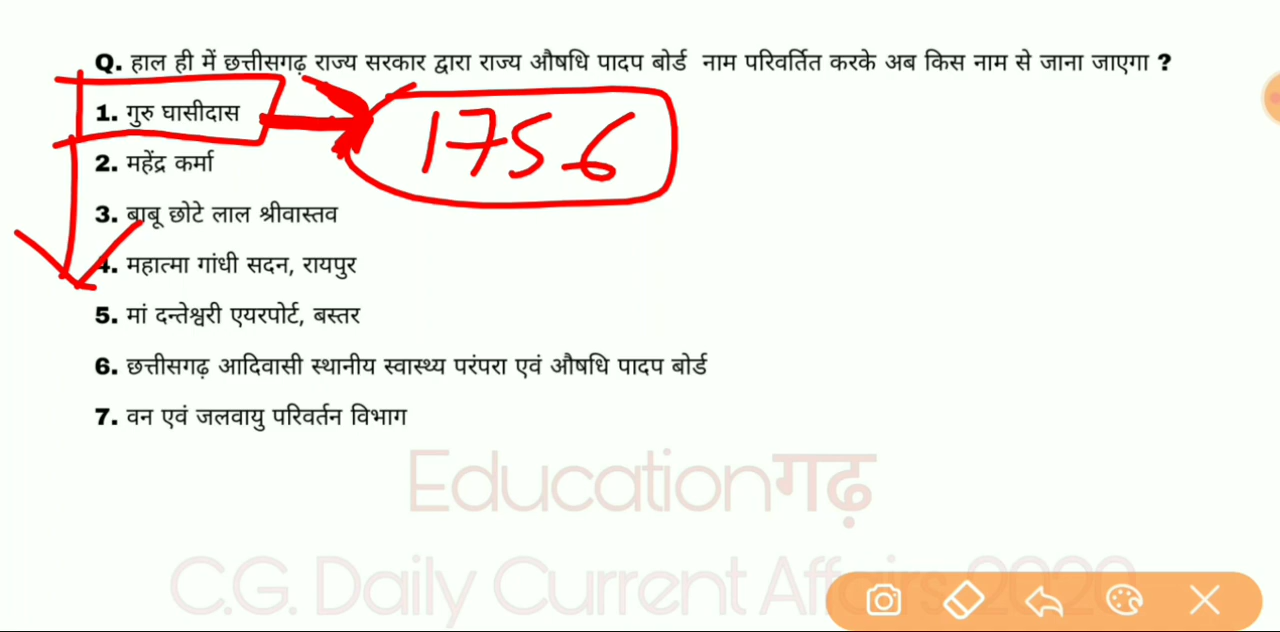 Q. हाल ही में छत्तीसगढ़ राज्य सरकार द्वारा राज्य औषधि पादप बोर्ड नाम परिवर्तित करके अब किस नाम से जाना जाएगा ?
1. गुरु घासीदास
1756
2. महेंद्र कर्मा
3. बाबू छोटे लाल श्रीवास्तव
4. महात्मा गांधी सदन, रायपुर
5. मां दन्तेश्वरी एयरपोर्ट, बस्तर
6. छत्तीसगढ़ आदिवासी स्थानीय स्वास्थ्य परंपरा एवं औषधि पादप बोर्ड
7. वन एवं जलवायु परिवर्तन विभाग
Educationगढ़
C.G. Daily Current Affairs 2020